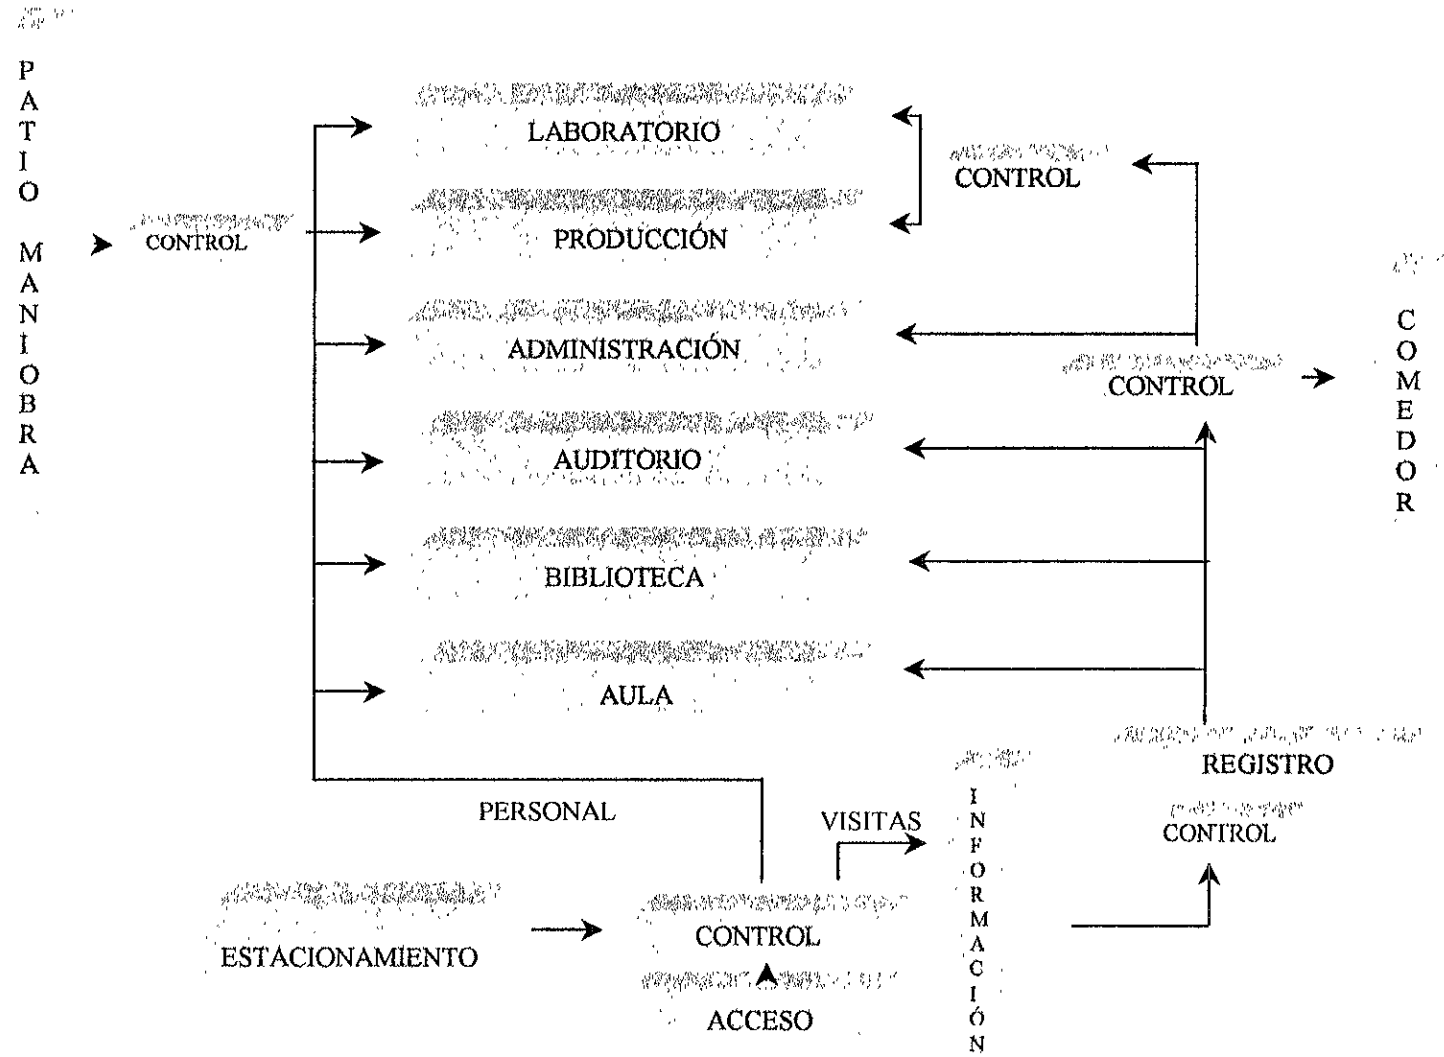 PATIO MANIOBRA
CONTROL
LABORATORIO
PRODUCCIÓN
ADMINISTRACIÓN
AUDITORIO
BIBLIOTECA
AULA
CONTROL
CONTROL
COMEDOR
REGISTRO
CONTROL
PERSONAL
VISITAS
INFORMACIÓN
ESTACIONAMIENTO
CONTROL
ACCESO